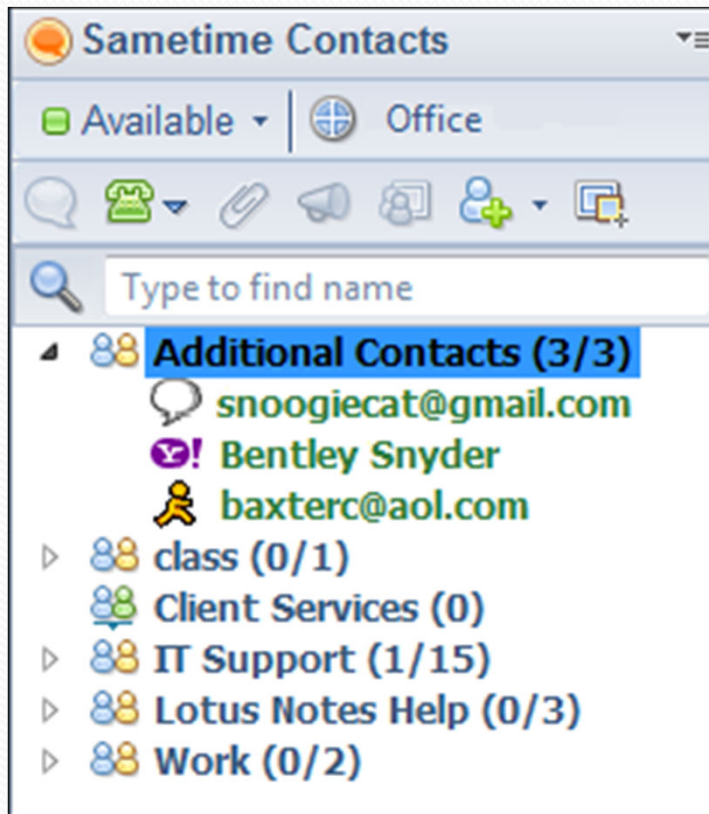 Sametime Contacts
Available Office
Type to find name
Additional Contacts (3/3)
snoogiecat@gmail.com
Y! Bentley Snyder
baxterc@aol.com
class (0/1)
Client Services (0)
IT Support (1/15)
Lotus Notes Help (0/3)
Work (0/2)